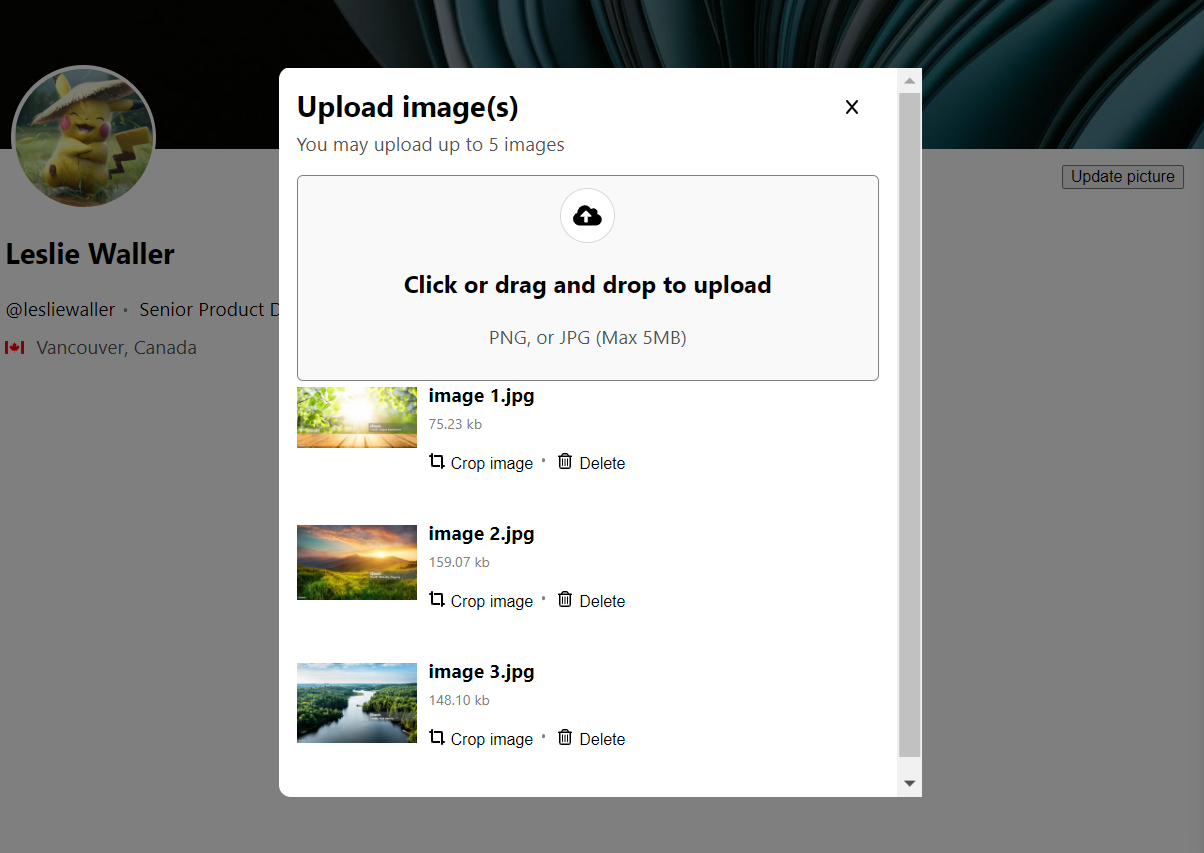 Upload image(s)
X
You may upload up to 5 images
Update picture
Click or drag and drop to upload
PNG, or JPG (Max 5MB)
Leslie Waller
@lesliewaller • Senior Product D
Vancouver, Canada
image 1.jpg
75.23 kb
Crop image • Delete
image 2.jpg
159.07 kb
Crop image • Delete
image 3.jpg
148.10 kb
Crop image • Delete